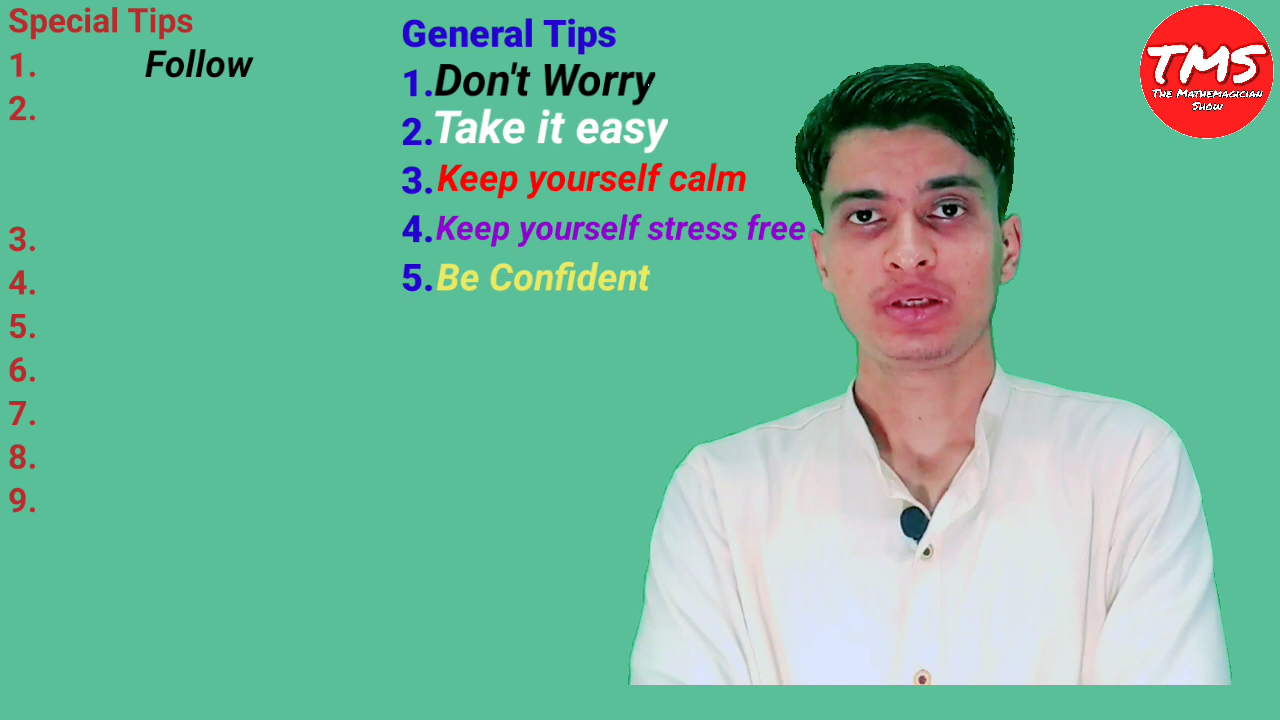 Special Tips
1. Follow
2.
3.
4.
5.
6.
7.
8.
9.
General Tips
1.Don't Worry
2.Take it easy
3.Keep yourself calm
4.Keep yourself stress free
5.Be Confident
TMS
The Mathemagician
Show